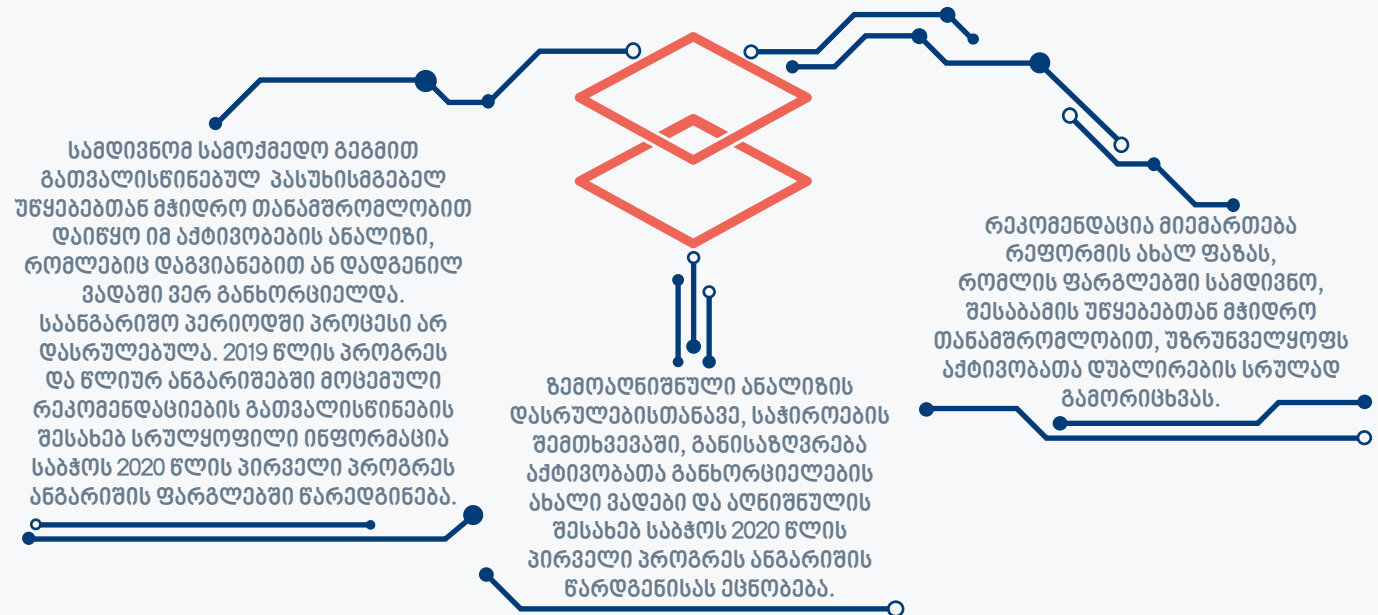 სამდივნომ სამოქმედო გეგმით
გათვალისწინებულ პასუხისმგებელ
უწყებებთან მჭიდრო თანამშრომლობით
დაიწყო იმ აქტივობების ანალიზი,
რომლებიც დაგვიანებით ან დადგენილ
ვადაში ვერ განხორციელდა.
საანგარიშო პერიოდში პროცესი არ
დასრულებულა. 2019 წლის პროგრეს
და წლიურ ანგარიშებში მოცემული
რეკომენდაციების გათვალისწინების
შესახებ სრულყოფილი ინფორმაცია
საბჭოს 2020 წლის პირველი პროგრეს
ანგარიშის ფარგლებში წარედგინება.
ზემოაღნიშნული ანალიზის
დასრულებისთანავე, საჭიროების
შემთხვევაში, განისაზღვრება
აქტივობათა განხორციელების
ახალი ვადები და აღნიშნულის
შესახებ საბჭოს 2020 წლის
პირველი პროგრეს ანგარიშის
წარდგენისას ეცნობება.
რეკომენდაცია მიემართება
რეფორმის ახალ ფაზას,
რომლის ფარგლებში სამდივნო,
შესაბამის უწყებებთან მჭიდრო
თანამშრომლობით, უზრუნველყოფს
აქტივობათა დუბლირების სრულად
გამორიცხვას.